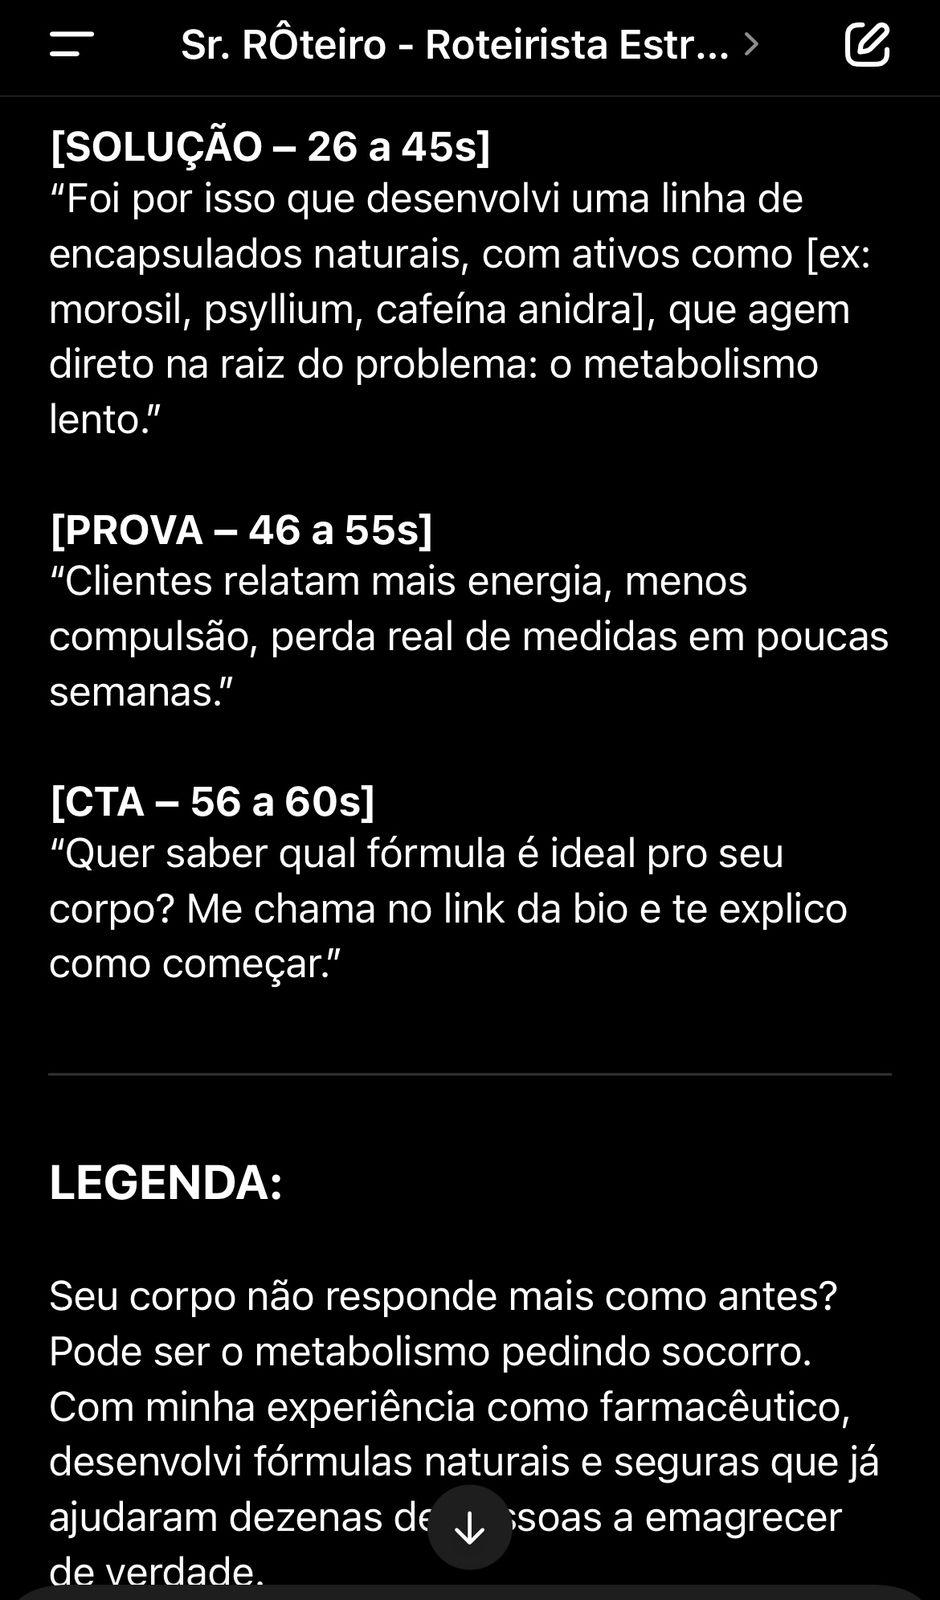 Sr. RÔteiro - Roteirista Estr...
[SOLUÇÃO – 26 a 45s]
“Foi por isso que desenvolvi uma linha de
encapsulados naturais, com ativos como [ex:
morosil, psyllium, cafeína anidra], que agem
direto na raiz do problema: o metabolismo
lento.”
[PROVA – 46 a 55s]
“Clientes relatam mais energia, menos
compulsão, perda real de medidas em poucas
semanas.”
[CTA – 56 a 60s]
“Quer saber qual fórmula é ideal pro seu
corpo? Me chama no link da bio e te explico
como começar.”
LEGENDA:
Seu corpo não responde mais como antes?
Pode ser o metabolismo pedindo socorro.
Com minha experiência como farmacêutico,
desenvolvi fórmulas naturais e seguras que já
ajudaram dezenas a emagrecer
de verdade.